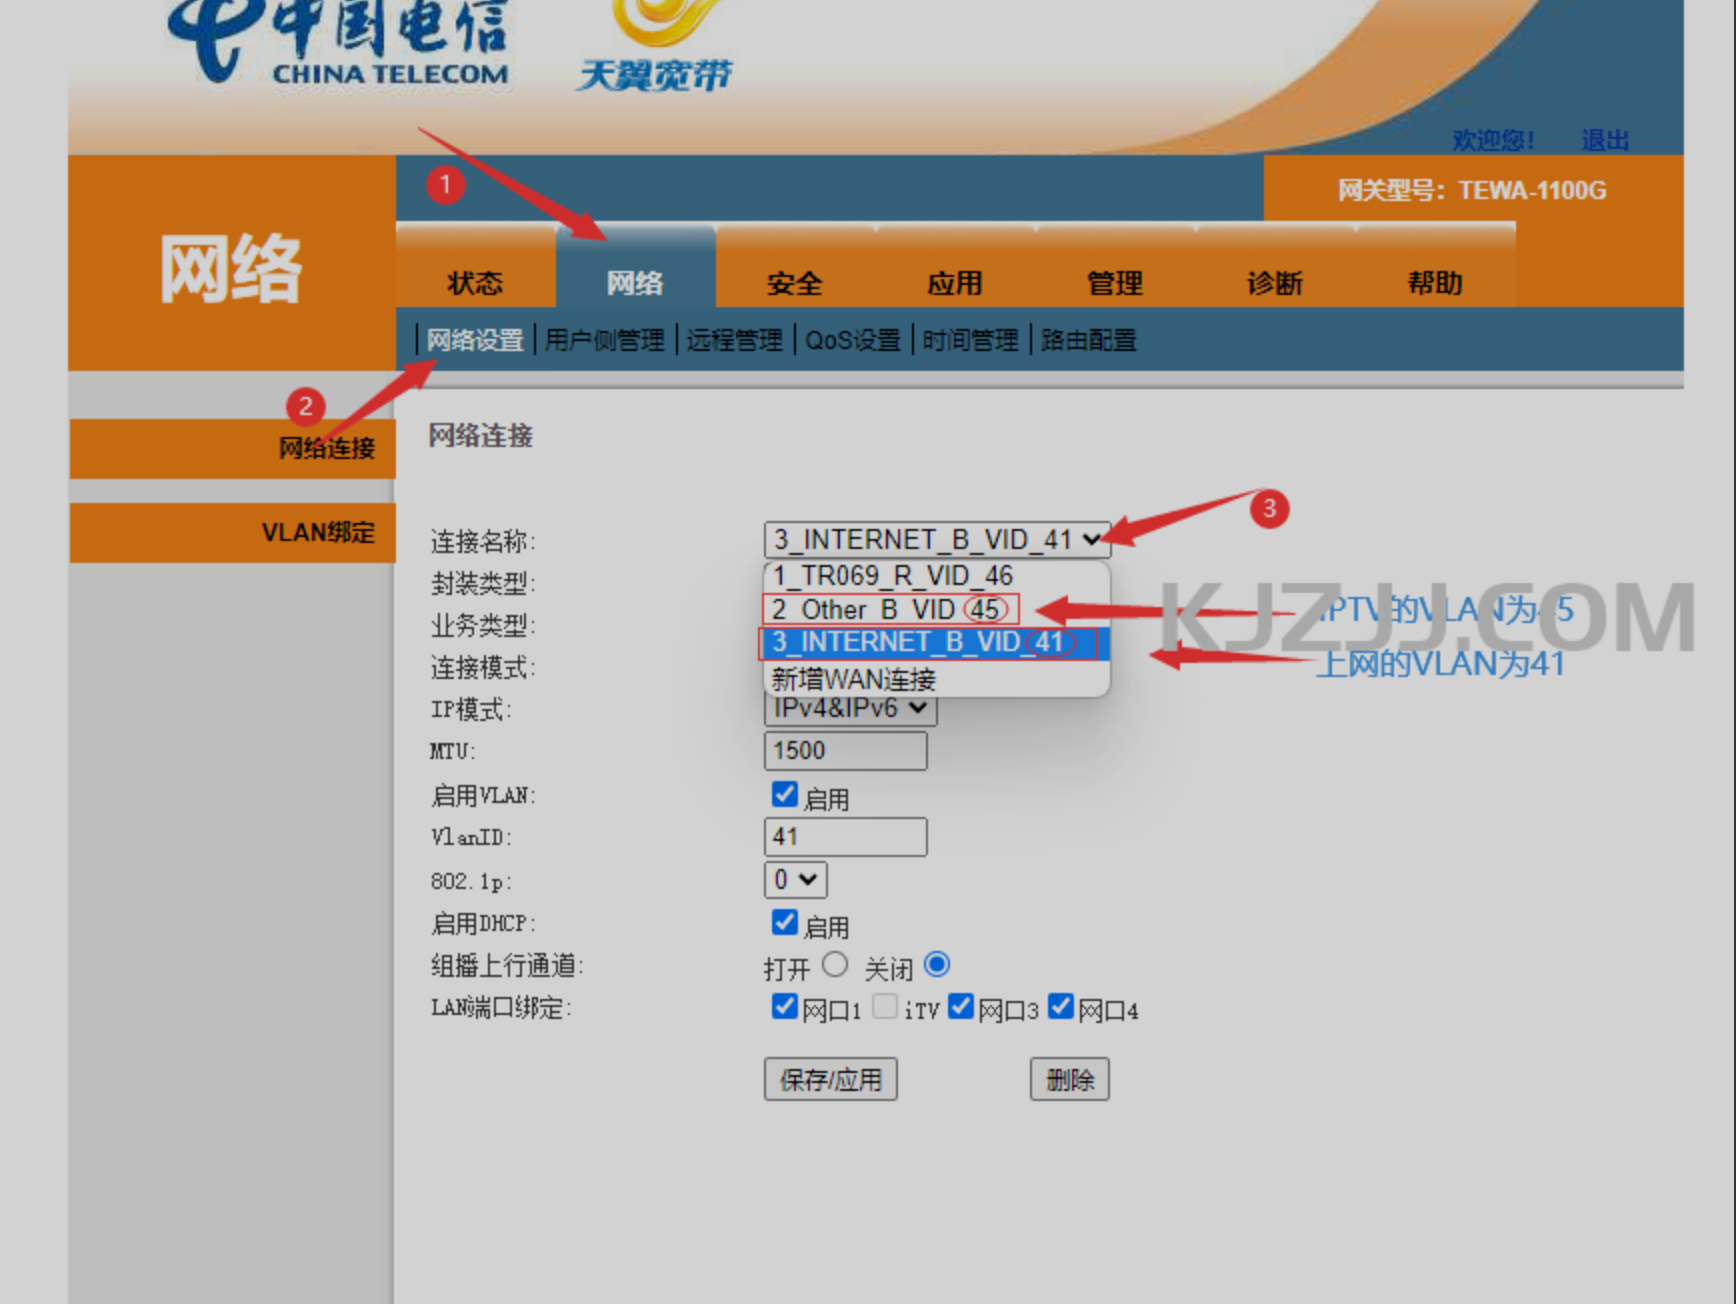 中国电信
CHINA TELECOM
天翼宽带
欢迎您! 退出
1
网关型号: TEWA-1100G
网络
状态 网络 安全 应用 管理 诊断 帮助
网络设置 用户侧管理 远程管理 QoS设置 时间管理 路由配置
2
网络连接
VLAN绑定
网络连接
3
连接名称: 3_INTERNET_B_VID_41
1_TR069_R_VID_46
封装类型:
2_Other_B_VID_45
IPTV的VLAN为45
KJZJJ.COM
业务类型:
3_INTERNET_B_VID_41
上网的VLAN为41
连接模式:
新增WAN连接
IP模式: IPv4&IPv6
MTU: 1500
启用VLAN: 启用
VlanID: 41
802.1p: 0
启用DHCP: 启用
组播上行通道: 打开 关闭
LAN端口绑定: 网口1 iTV 网口3 网口4
保存/应用 删除